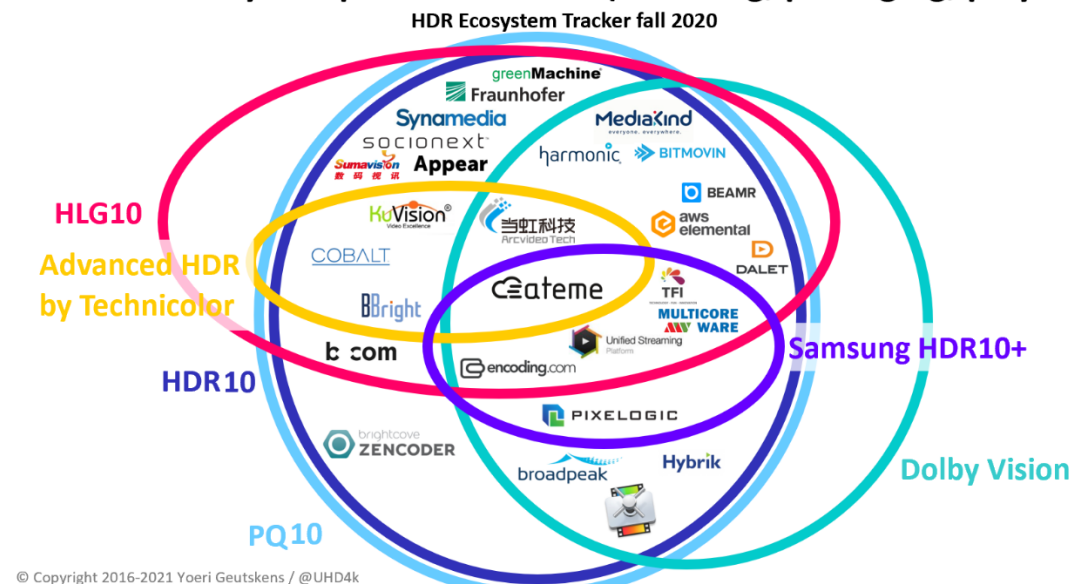 HDR Ecosystem Tracker fall 2020
greenMachine
Fraunhofer
Synamedia
MediaKind
everyone. everywhere.
socionext
harmonic
BITMOVIN
Sumavision
数码视讯
Appear
BEAMR
HLG10
KuVision®
Video Excellence
当虹科技
Arcvideo Tech
aws
elemental
COBALT
DALET
Advanced HDR
by Technicolor
ateme
TFI
BBright
MULTICORE
WARE
Unified Streaming
Platform
b com
Samsung HDR10+
encoding.com
HDR10
PIXELOGIC
brightcove
ZENCODER
broadpeak
Hybrik
Dolby Vision
PQ10
© Copyright 2016-2021 Yoeri Geutskens / @UHD4k